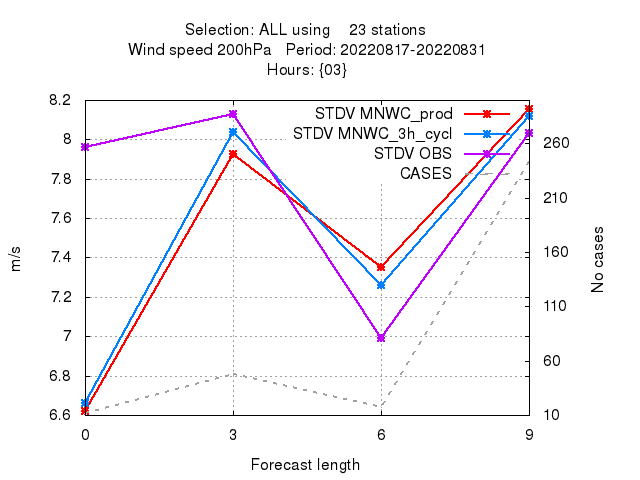 Selection: ALL using    23 stations
Wind speed 200hPa   Period: 20220817-20220831
Hours: {03}
STDV MNWC_prod
STDV MNWC_3h_cycl
STDV OBS
CASES
8.2
8
7.8
7.6
7.4
7.2
7
6.8
6.6
260
210
160
110
60
10
0 3 6 9
m/s
No cases
Forecast length